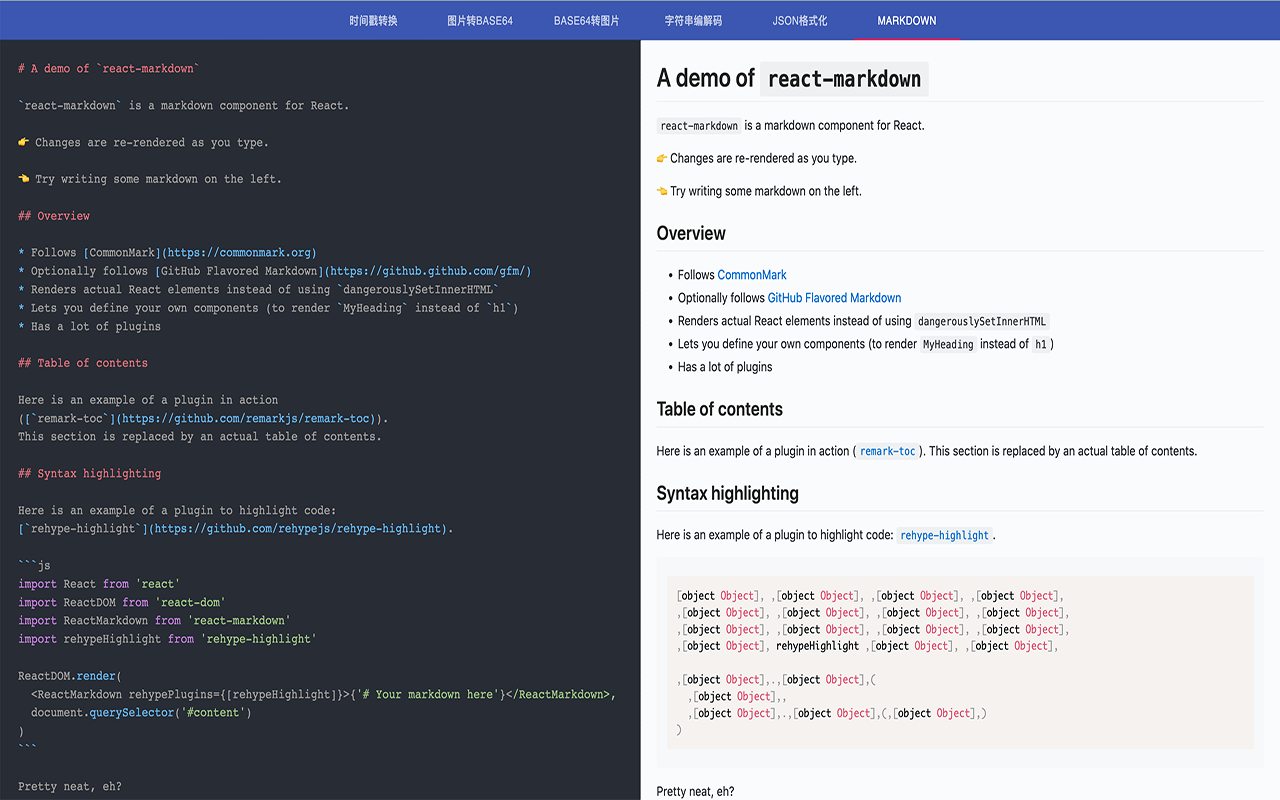 时间戳转换 图片转BASE64 BASE64转图片 字符串编解码 JSON格式化 MARKDOWN
# A demo of `react-markdown`
`react-markdown` is a markdown component for React.
👉 Changes are re-rendered as you type.
👈 Try writing some markdown on the left.
## Overview
* Follows [CommonMark](https://commonmark.org)
* Optionally follows [GitHub Flavored Markdown](https://github.github.com/gfm/)
* Renders actual React elements instead of using `dangerouslySetInnerHTML`
* Lets you define your own components (to render `MyHeading` instead of `h1`)
* Has a lot of plugins
## Table of contents
Here is an example of a plugin in action
([`remark-toc`](https://github.com/remarkjs/remark-toc)).
This section is replaced by an actual table of contents.
## Syntax highlighting
Here is an example of a plugin to highlight code:
[`rehype-highlight`](https://github.com/rehypejs/rehype-highlight).
```js
import React from 'react'
import ReactDOM from 'react-dom'
import ReactMarkdown from 'react-markdown'
import rehypeHighlight from 'rehype-highlight'
ReactDOM.render(
  <ReactMarkdown rehypePlugins={[rehypeHighlight]}>{'# Your markdown here'}</ReactMarkdown>,
  document.querySelector('#content')
)
```
Pretty neat, eh?
A demo of react-markdown
react-markdown is a markdown component for React.
👉 Changes are re-rendered as you type.
👈 Try writing some markdown on the left.
Overview
• Follows CommonMark
• Optionally follows GitHub Flavored Markdown
• Renders actual React elements instead of using dangerouslySetInnerHTML
• Lets you define your own components (to render MyHeading instead of h1 )
• Has a lot of plugins
Table of contents
Here is an example of a plugin in action ( remark-toc ). This section is replaced by an actual table of contents.
Syntax highlighting
Here is an example of a plugin to highlight code: rehype-highlight .
[object Object], ,[object Object], ,[object Object], ,[object Object],
,[object Object], ,[object Object], ,[object Object], ,[object Object],
,[object Object], ,[object Object], ,[object Object], ,[object Object],
,[object Object], rehypeHighlight ,[object Object], ,[object Object],
,[object Object],.,[object Object],(
  ,[object Object],,
  ,[object Object],.,[object Object],(,[object Object],)
)
Pretty neat, eh?